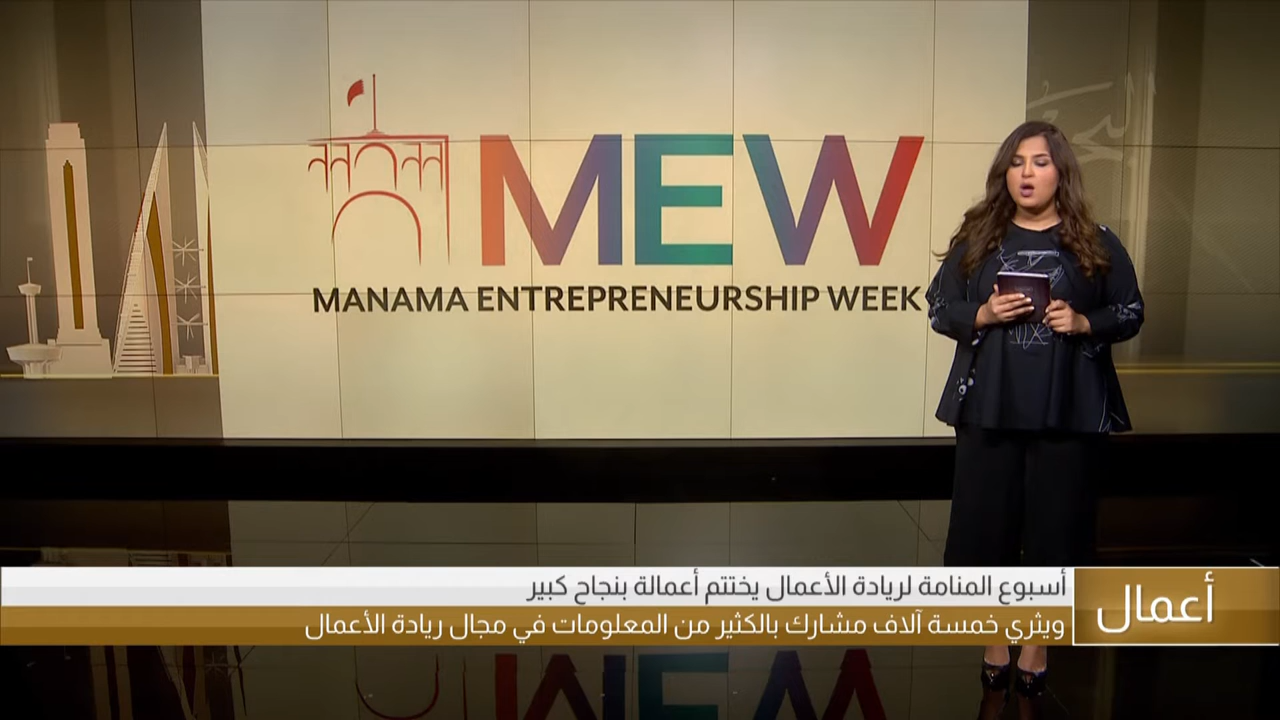 MEW
MANAMA ENTREPRENEURSHIP WEEK
أعمال
أسبوع المنامة لريادة الأعمال يختتم أعمالة بنجاح كبير
ويثري خمسة آلاف مشارك بالكثير من المعلومات في مجال ريادة الأعمال